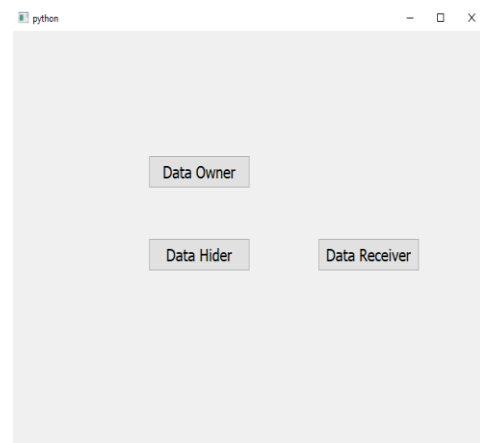 python
Data Owner
Data Hider
Data Receiver